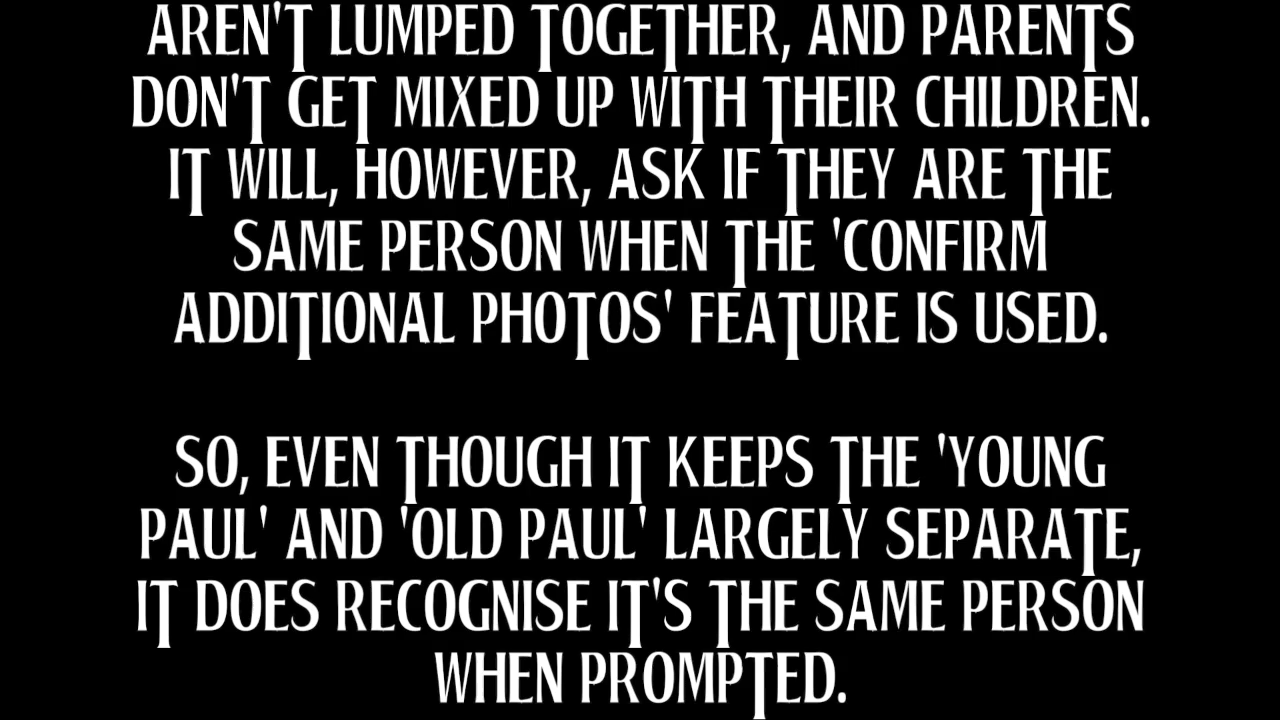 AREN'T LUMPED TOGETHER, AND PARENTS
DON'T GET MIXED UP WITH THEIR CHILDREN.
IT WILL, HOWEVER, ASK IF THEY ARE THE
SAME PERSON WHEN THE 'CONFIRM
ADDITIONAL PHOTOS' FEATURE IS USED.
SO, EVEN THOUGH IT KEEPS THE 'YOUNG
PAUL' AND 'OLD PAUL' LARGELY SEPARATE,
IT DOES RECOGNISE IT'S THE SAME PERSON
WHEN PROMPTED.